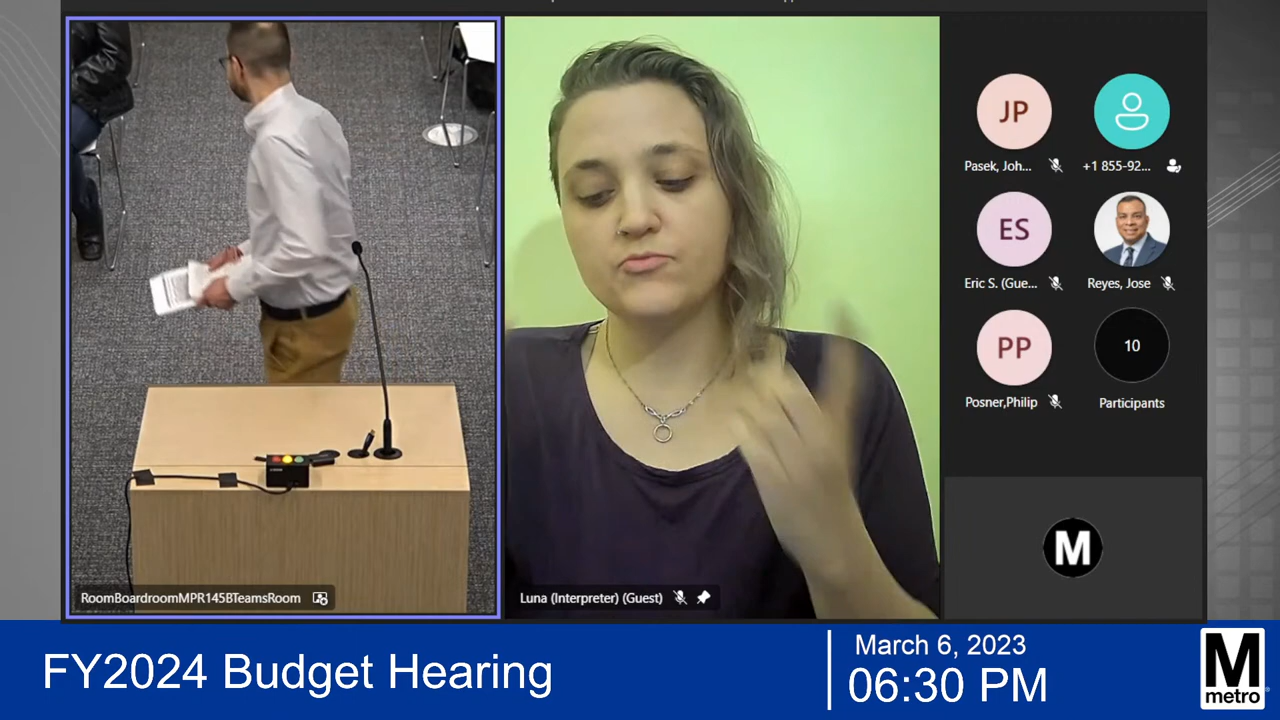 JP
Pasek, Joh...
+1 855-92...
ES
Eric S. (Gue...
Reyes, Jose
PP
Posner,Philip
10
Participants
RoomBoardroomMPR145BTeamsRoom
Luna (Interpreter) (Guest)
M
FY2024 Budget Hearing
March 6, 2023
06:30 PM
M
metro